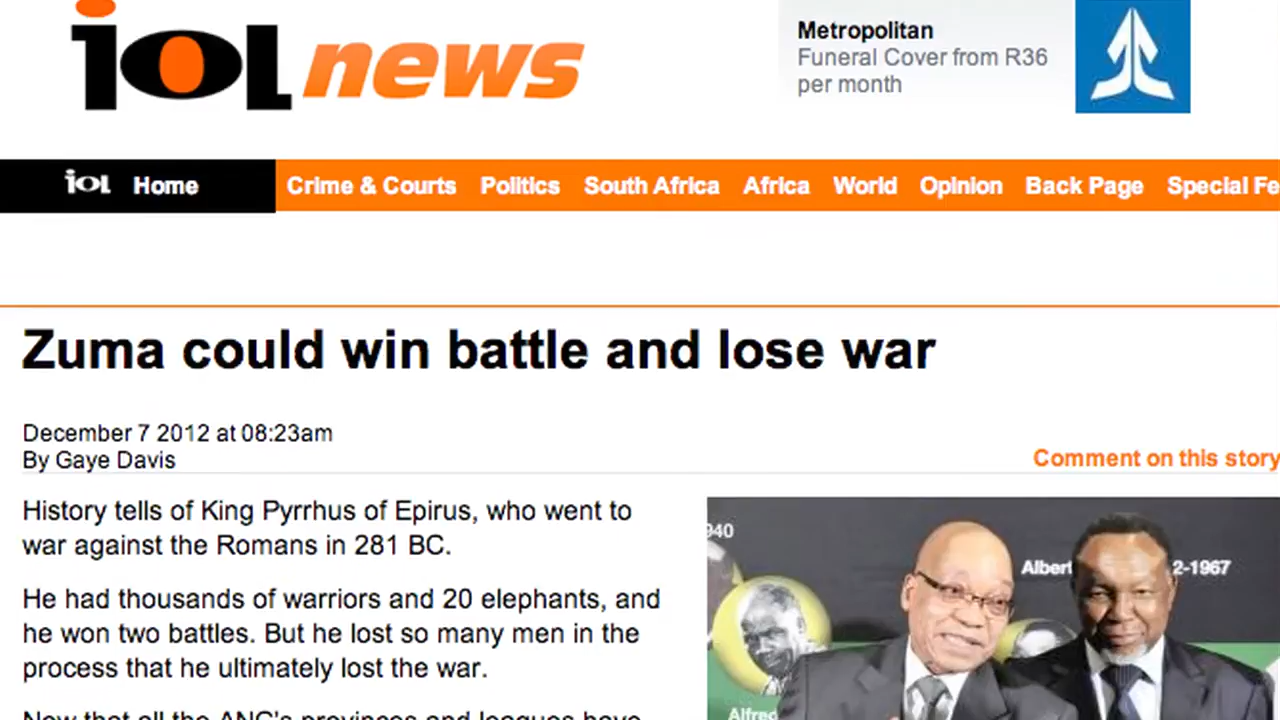 iOL news
Metropolitan
Funeral Cover from R36
per month
iOL Home Crime & Courts Politics South Africa Africa World Opinion Back Page Special Fe
Zuma could win battle and lose war
December 7 2012 at 08:23am
By Gaye Davis
Comment on this story
History tells of King Pyrrhus of Epirus, who went to
war against the Romans in 281 BC.
He had thousands of warriors and 20 elephants, and
he won two battles. But he lost so many men in the
process that he ultimately lost the war.
Now that all the ANC's provinces and leagues have
940
Albert 2-1967
Alfred